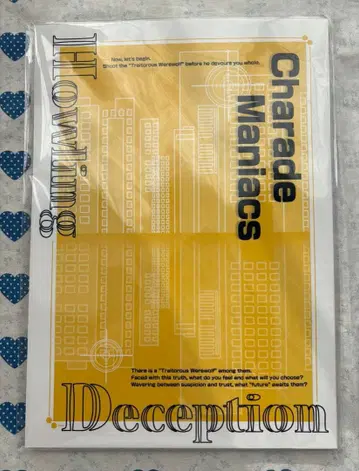 Now, let's begin.
Shoot the "Traitorous Werewolf" before he devours you whole.
Howling
Charade
Maniacs
There is a "Traitorous Werewolf" among them.
Faced with this truth, what do you feel and what will you choose?
Wavering between suspicion and trust, what "future" awaits them?
Deception